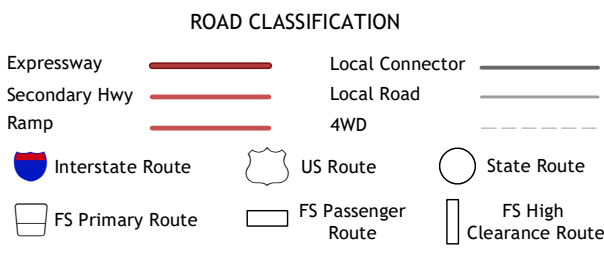 ROAD CLASSIFICATION
Expressway
Local Connector
Secondary Hwy
Local Road
Ramp
4WD
Interstate Route
US Route
State Route
FS Primary Route
FS Passenger
Route
FS High
Clearance Route